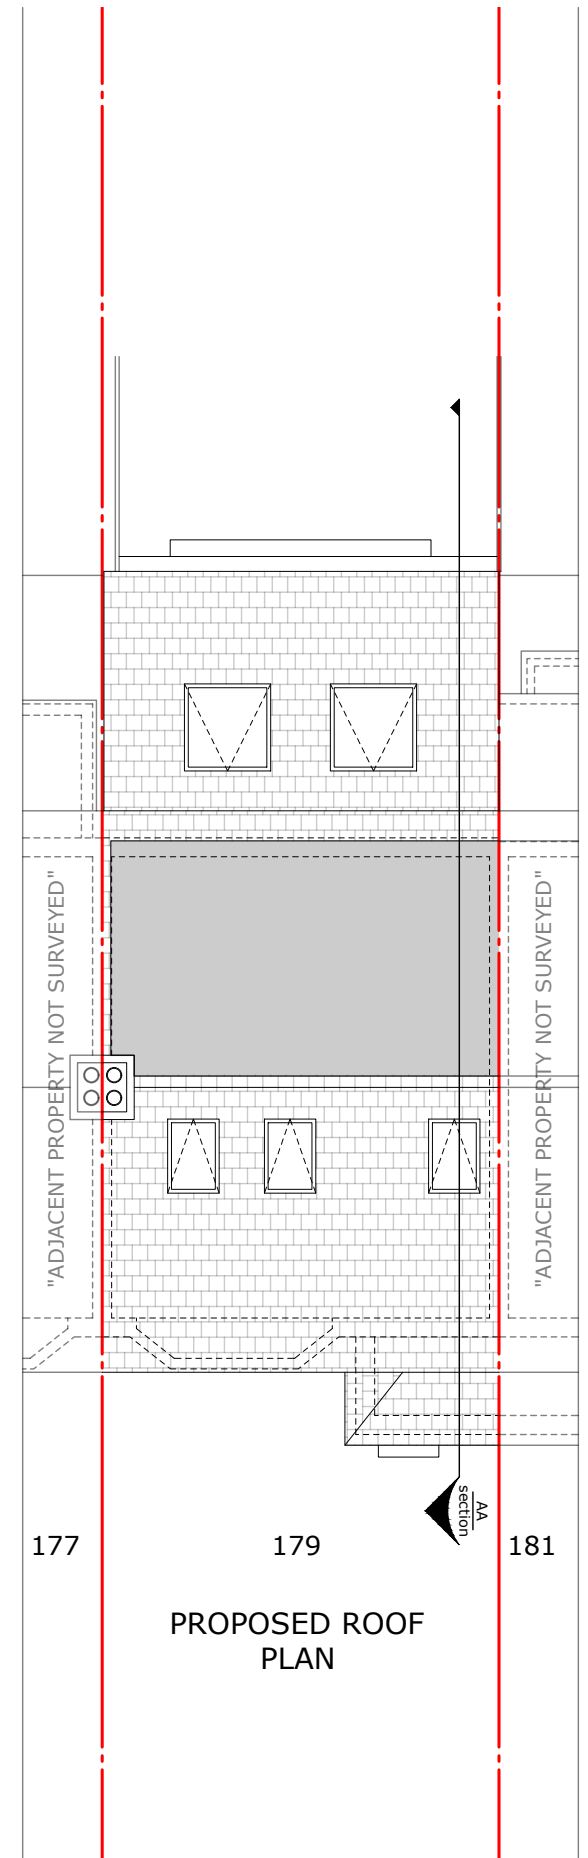 "ADJACENT PROPERTY NOT SURVEYED"
"ADJACENT PROPERTY NOT SURVEYED"
AA
section
177
179
181
PROPOSED ROOF
PLAN